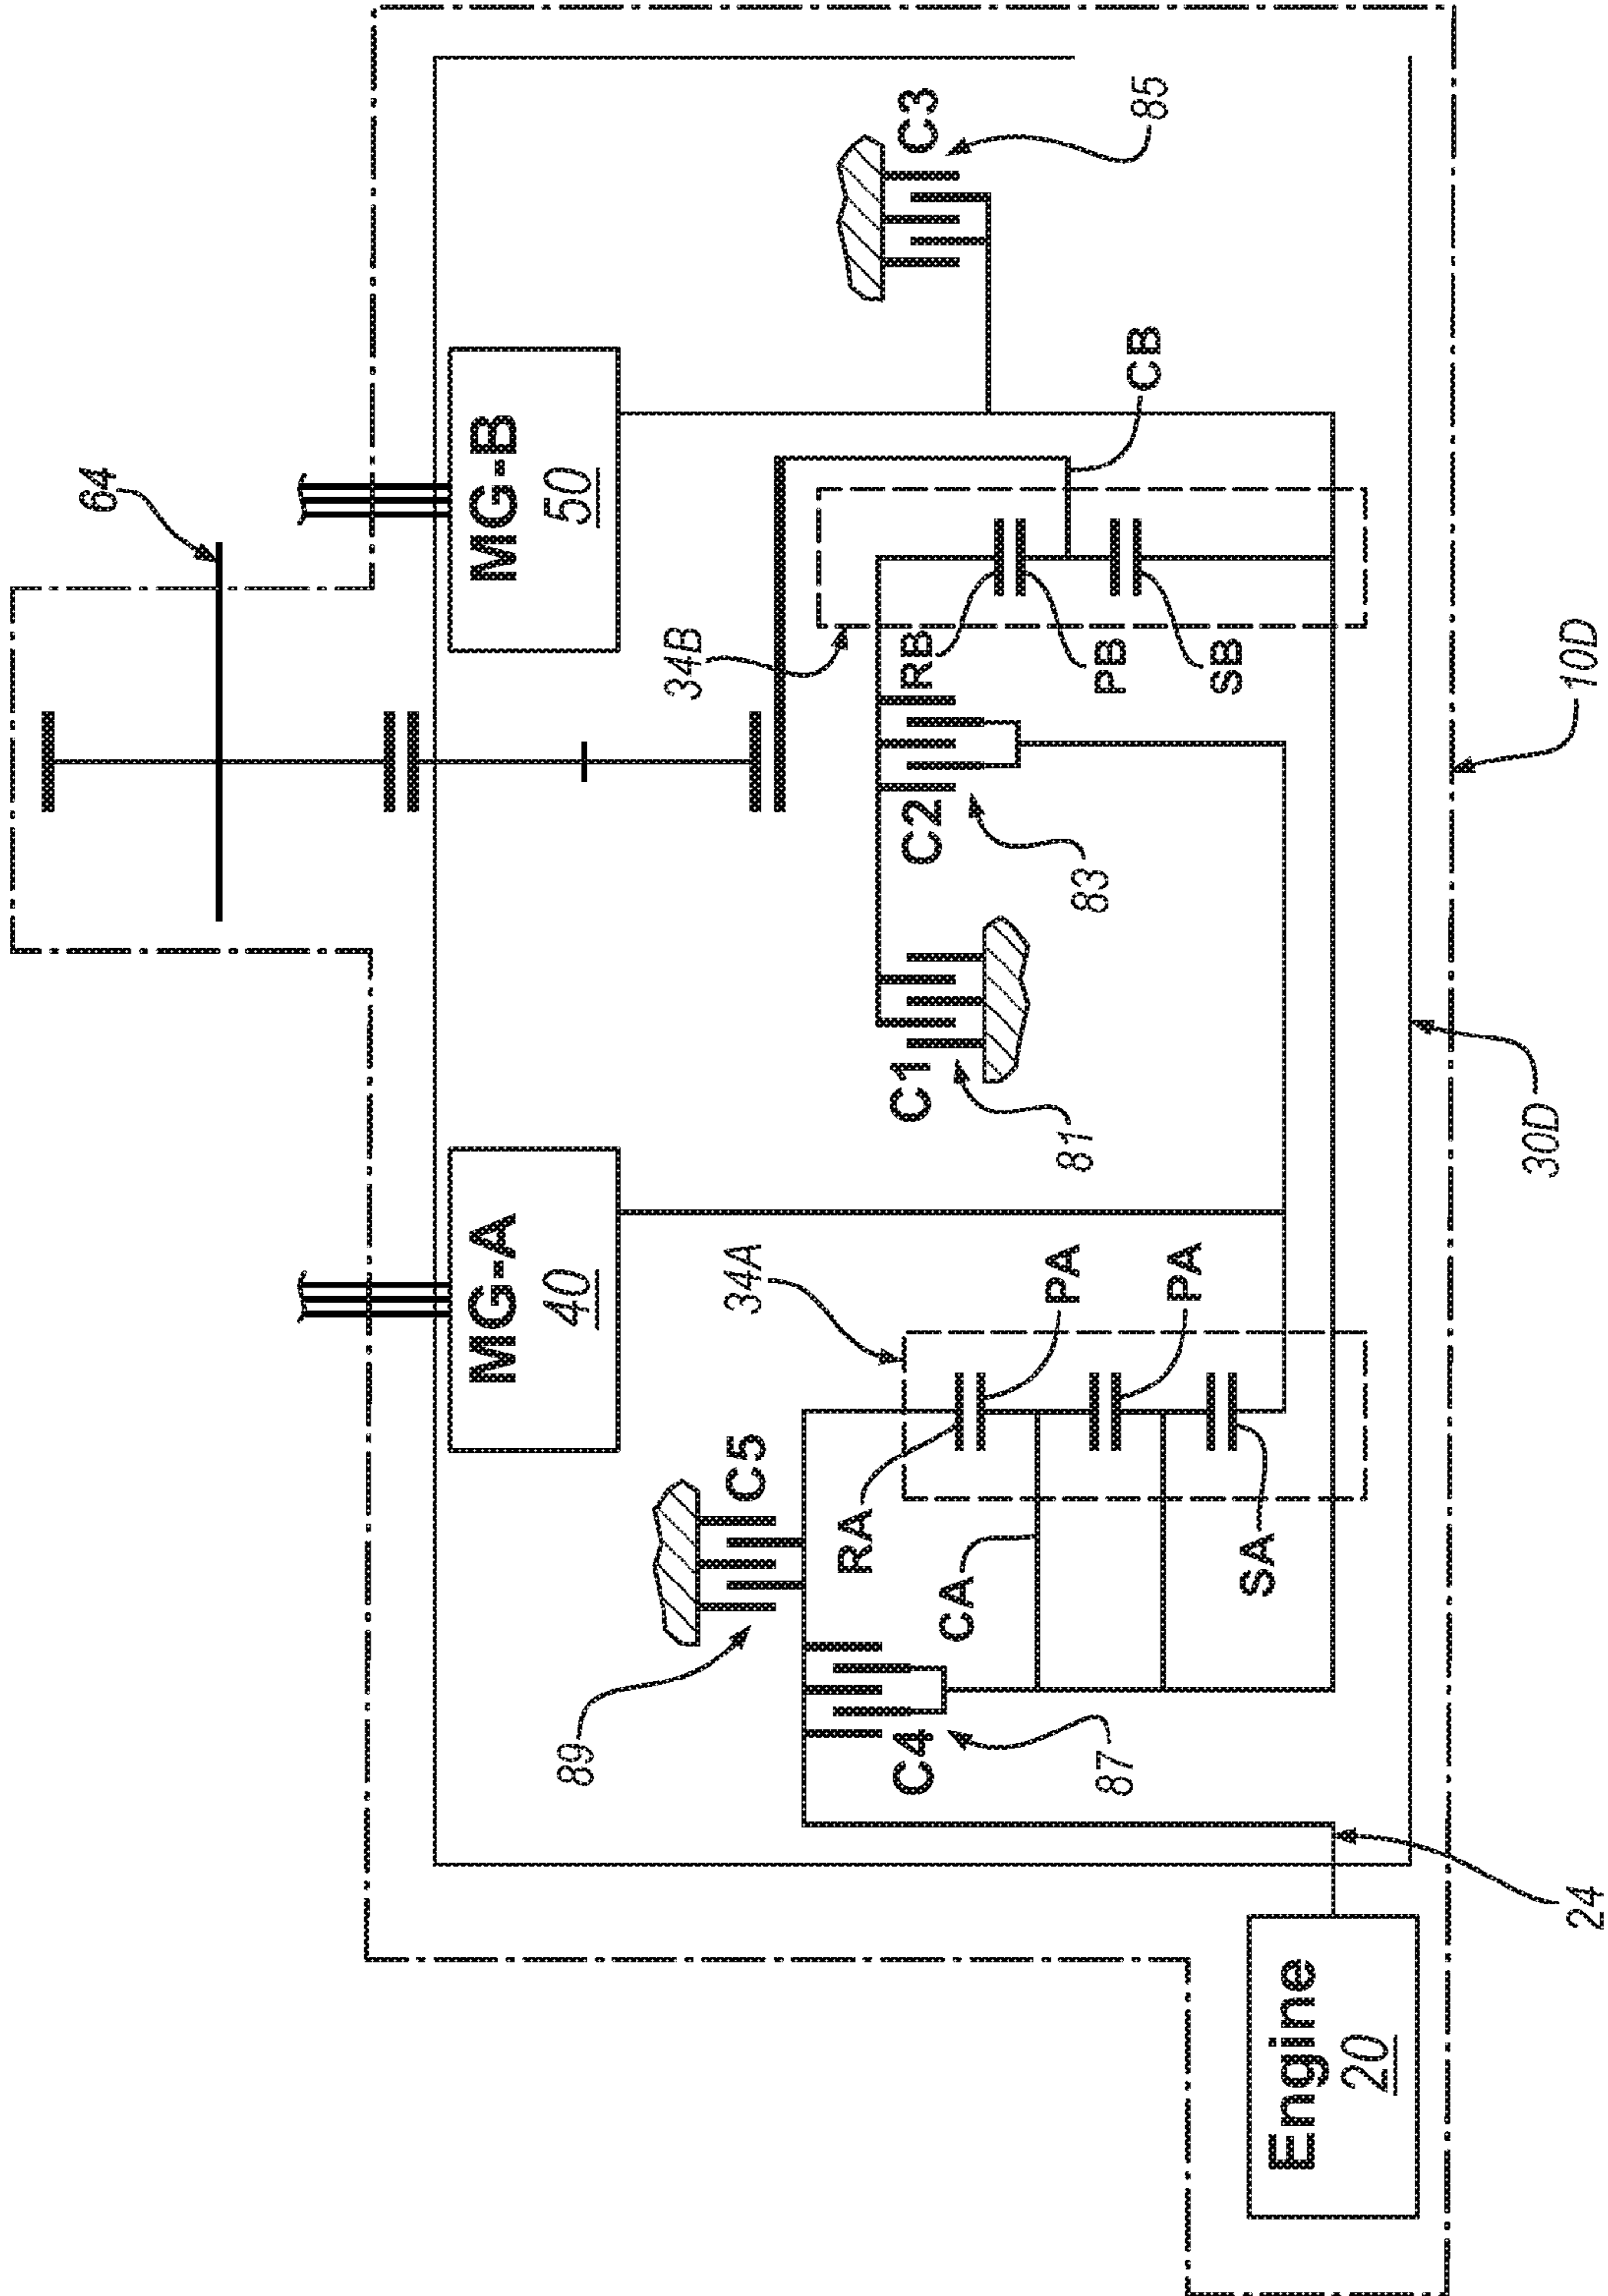 64
MG-A
40
MG-B
50
C5
89
34A
34B
C3
85
RA
PA
PA
CA
SA
C4
87
C1
81
C2
83
RB
PB
SB
CB
Engine
20
24
30D
10D